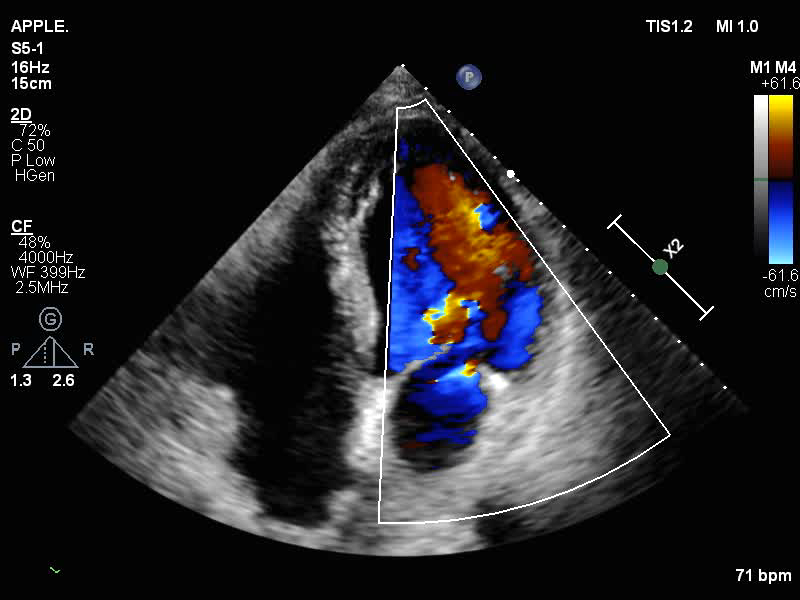 APPLE.
S5-1
16Hz
15cm
2D
72%
C 50
P Low
HGen
CF
48%
4000Hz
WF 399Hz
2.5MHz
G
P R
1.3 2.6
TIS1.2 MI 1.0
P
M1 M4
+61.6
X2
-61.6
cm/s
71 bpm